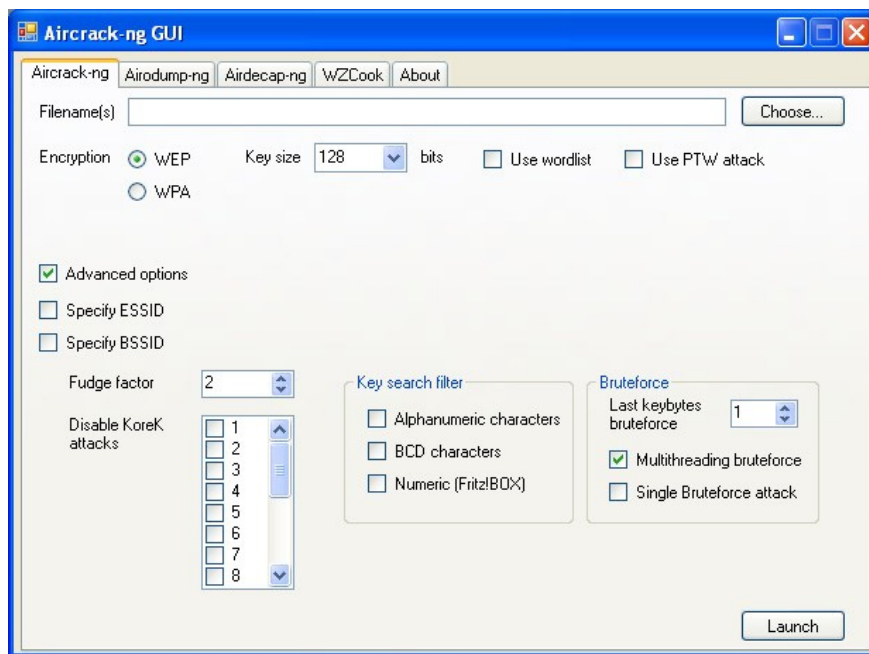 Aircrack-ng GUI
Aircrack-ng Airodump-ng Airdecap-ng WZCook About
Filename(s) Choose...
Encryption WEP Key size 128 bits Use wordlist Use PTW attack
WPA
Advanced options
Specify ESSID
Specify BSSID
Fudge factor 2
Disable KoreK attacks
1
2
3
4
5
6
7
8
Key search filter
Alphanumeric characters
BCD characters
Numeric (Fritz!BOX)
Bruteforce
Last keybytes
bruteforce 1
Multithreading bruteforce
Single Bruteforce attack
Launch